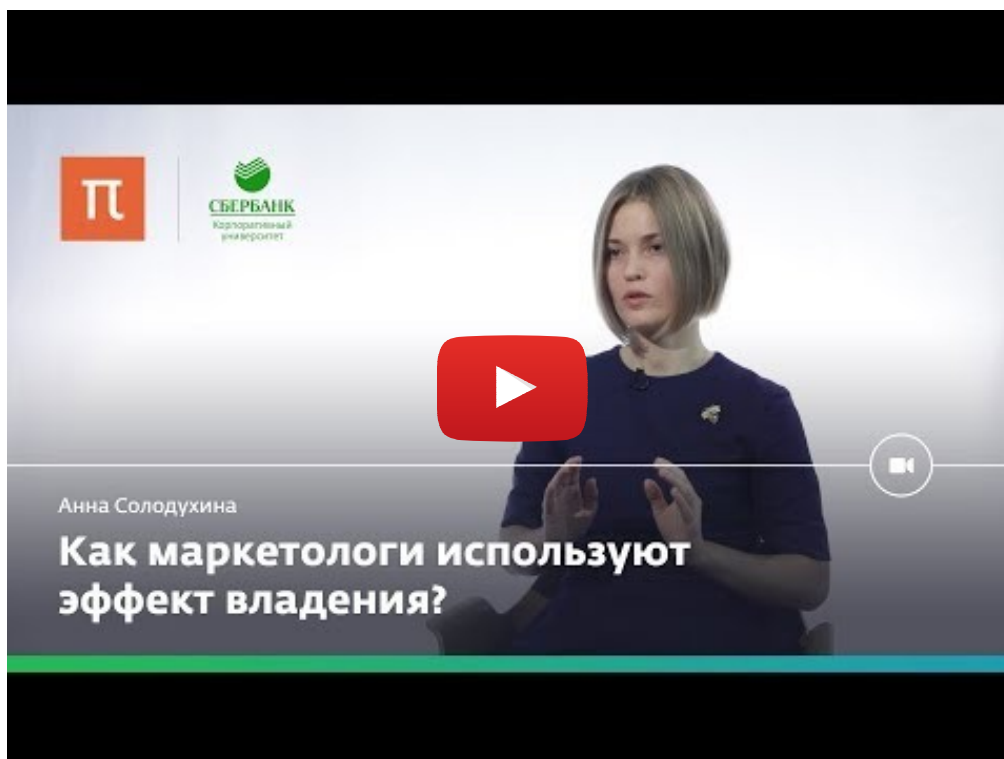 π
СБЕРБАНК
Корпоративный
университет
Анна Солодухина
Как маркетологи используют
эффект владения?